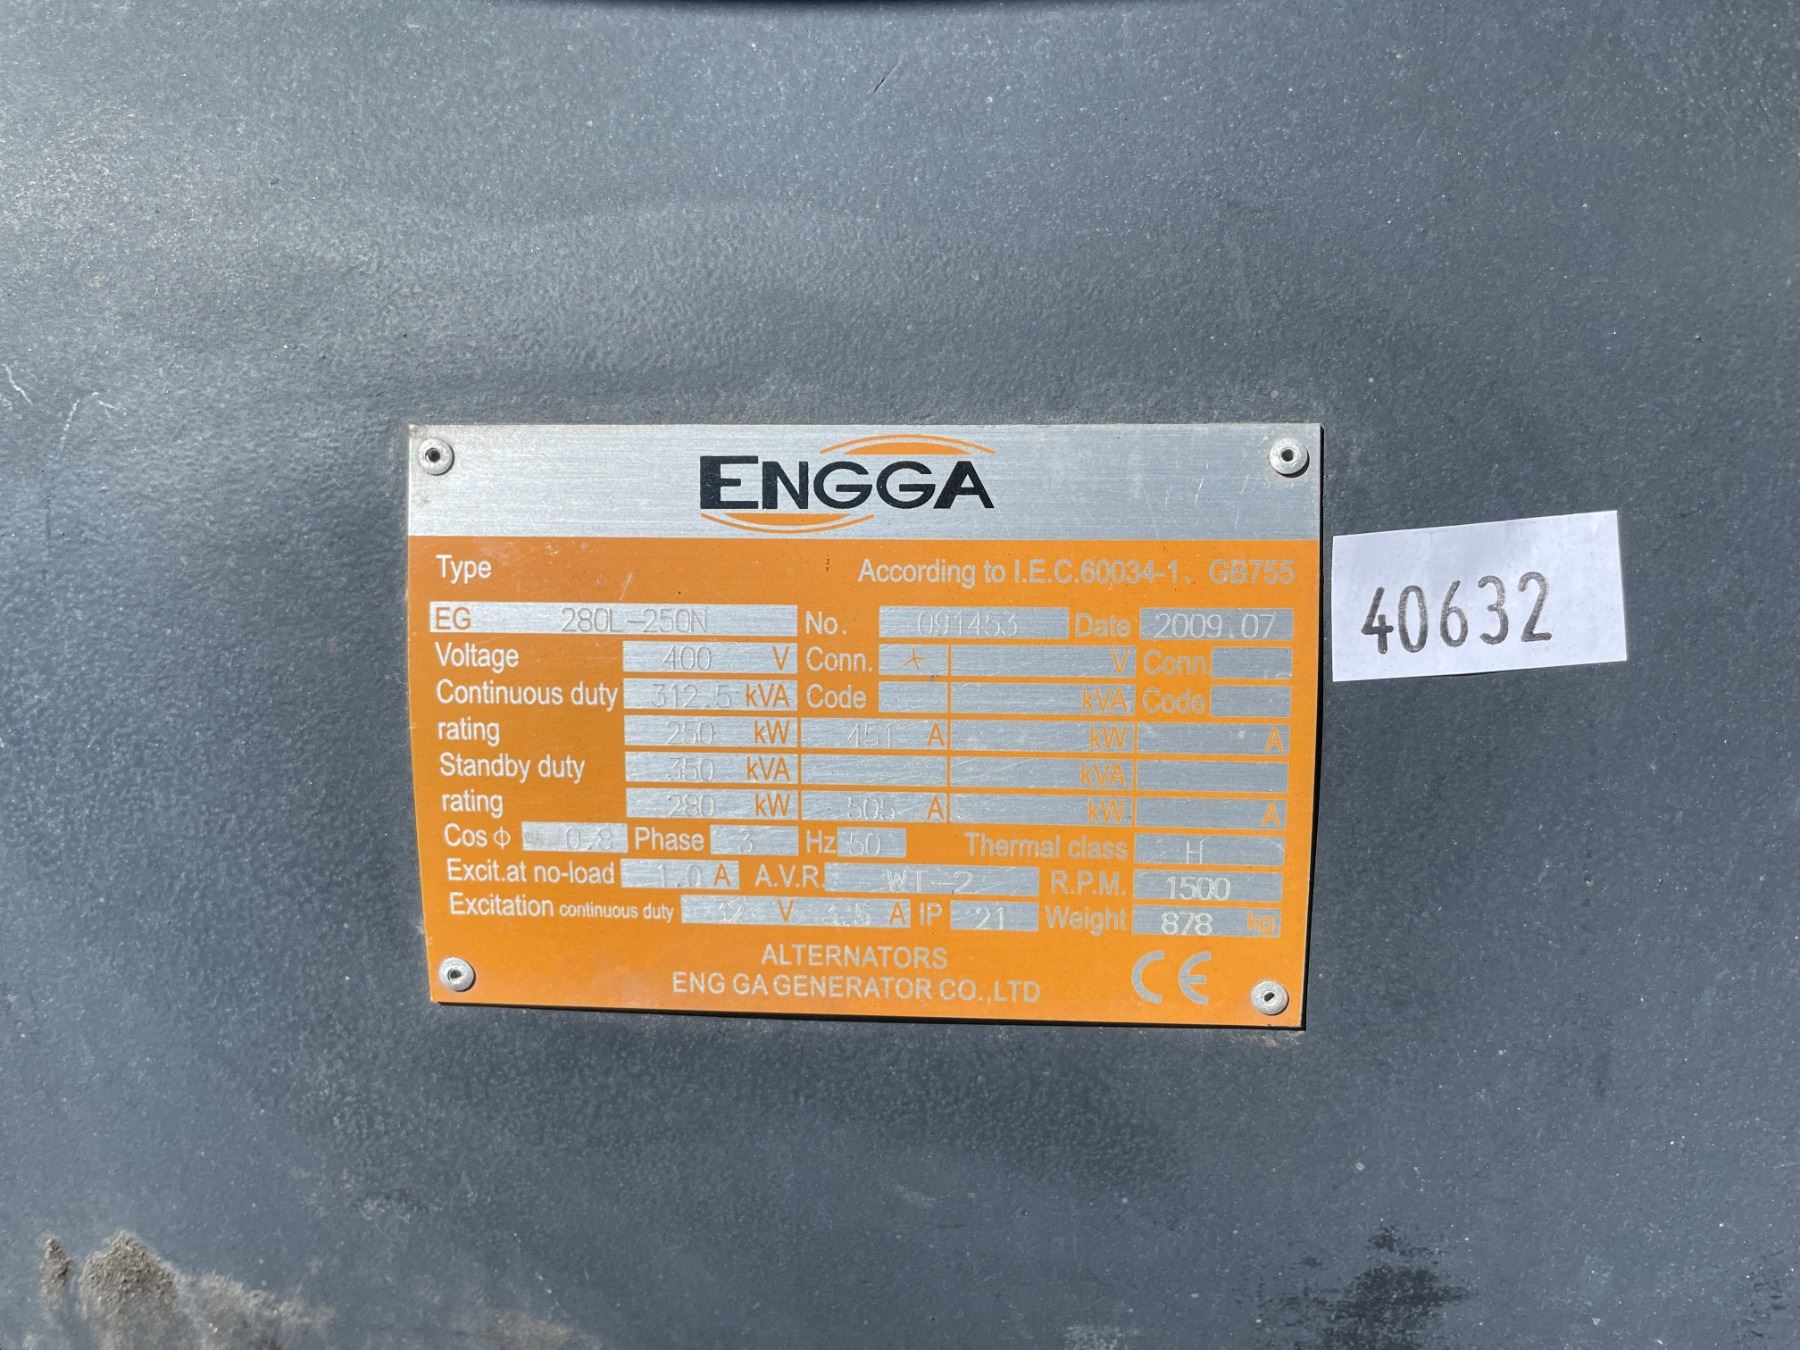 ENGGA
Type According to I.E.C.60034-1、 GB755
EG 280L-250N No. 091453 Date 2009.07
Voltage 400 V Conn. V Conn.
Continuous duty 312.5 kVA Code kVA Code
rating 250 kW 451 A kW A
Standby duty 350 kVA kVA
rating 280 kW 505 A kW A
Cos ϕ 0.8 Phase 3 Hz 50 Thermal class H
Excit.at no-load 1.0 A A.V.R. WT-2 R.P.M. 1500
Excitation continuous duty V A IP 21 Weight 878 kg
ALTERNATORS
ENG GA GENERATOR CO.,LTD
CE
40632